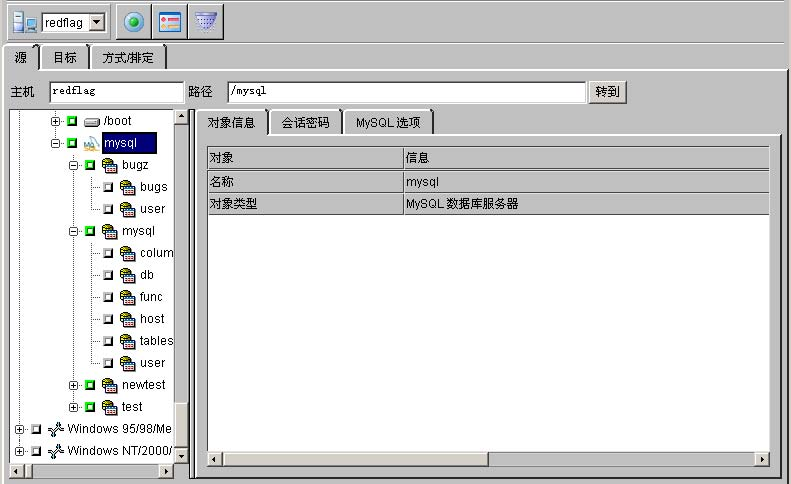 redflag
源 目标 方式/排定
主机 redflag 路径 /mysql 转到
对象信息 会话密码 MySQL 选项
/boot
mysql
bugz
bugs
user
mysql
colum
db
func
host
tables
user
newtest
test
Windows 95/98/Me
Windows NT/2000/
对象 信息
名称 mysql
对象类型 MySQL 数据库服务器